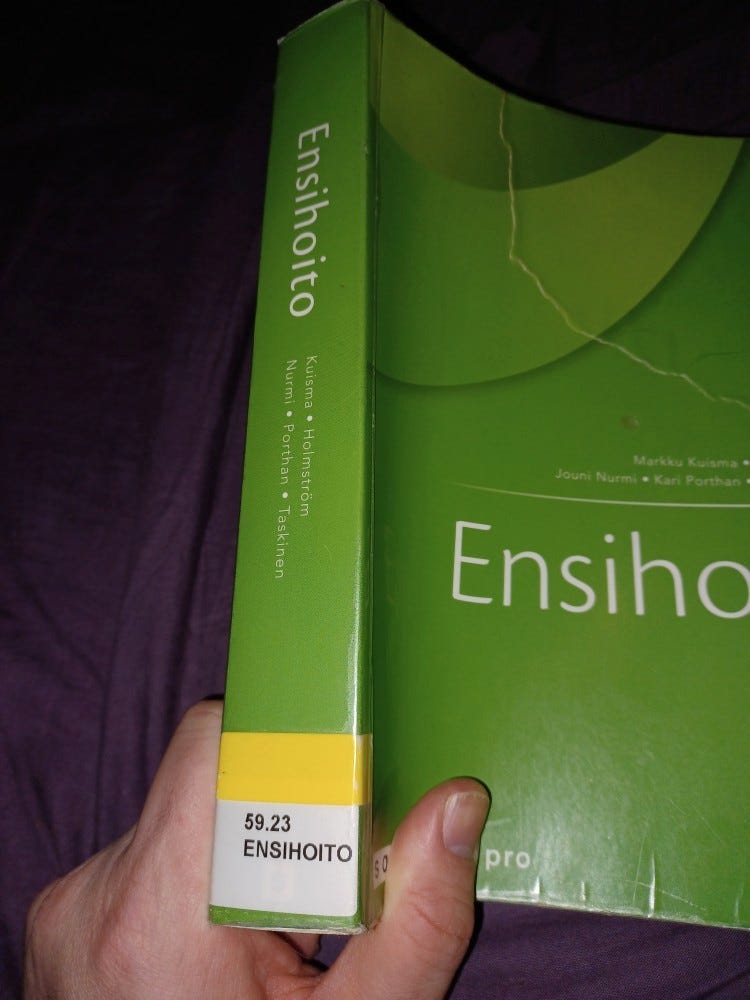 Ensihoito
Kuisma • Holmström
Nurmi • Porthan • Taskinen
59.23
ENSIHOITO
Markku Kuisma •
Jouni Nurmi • Kari Porthan •
Ensiho
pro